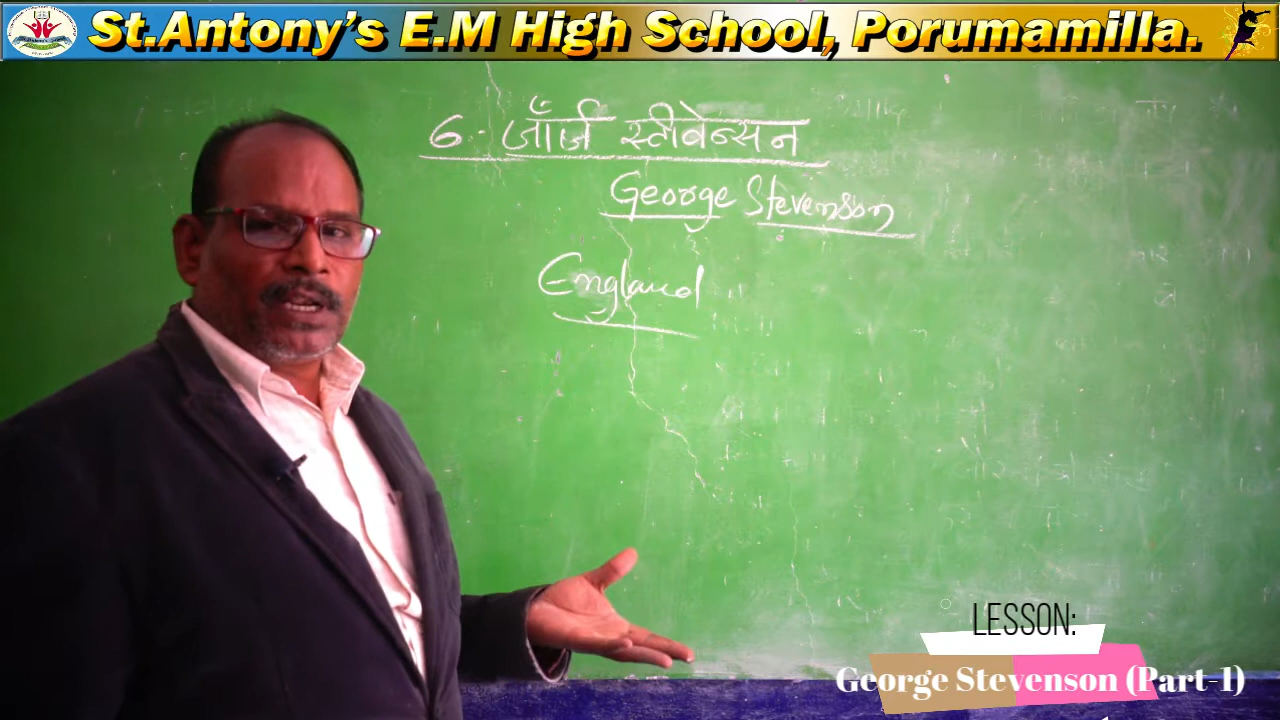 St.Antony's E.M High School, Porumamilla.
6. जॉर्ज स्टीवेन्सन
George Stevenson
England
LESSON:
George Stevenson (Part-1)